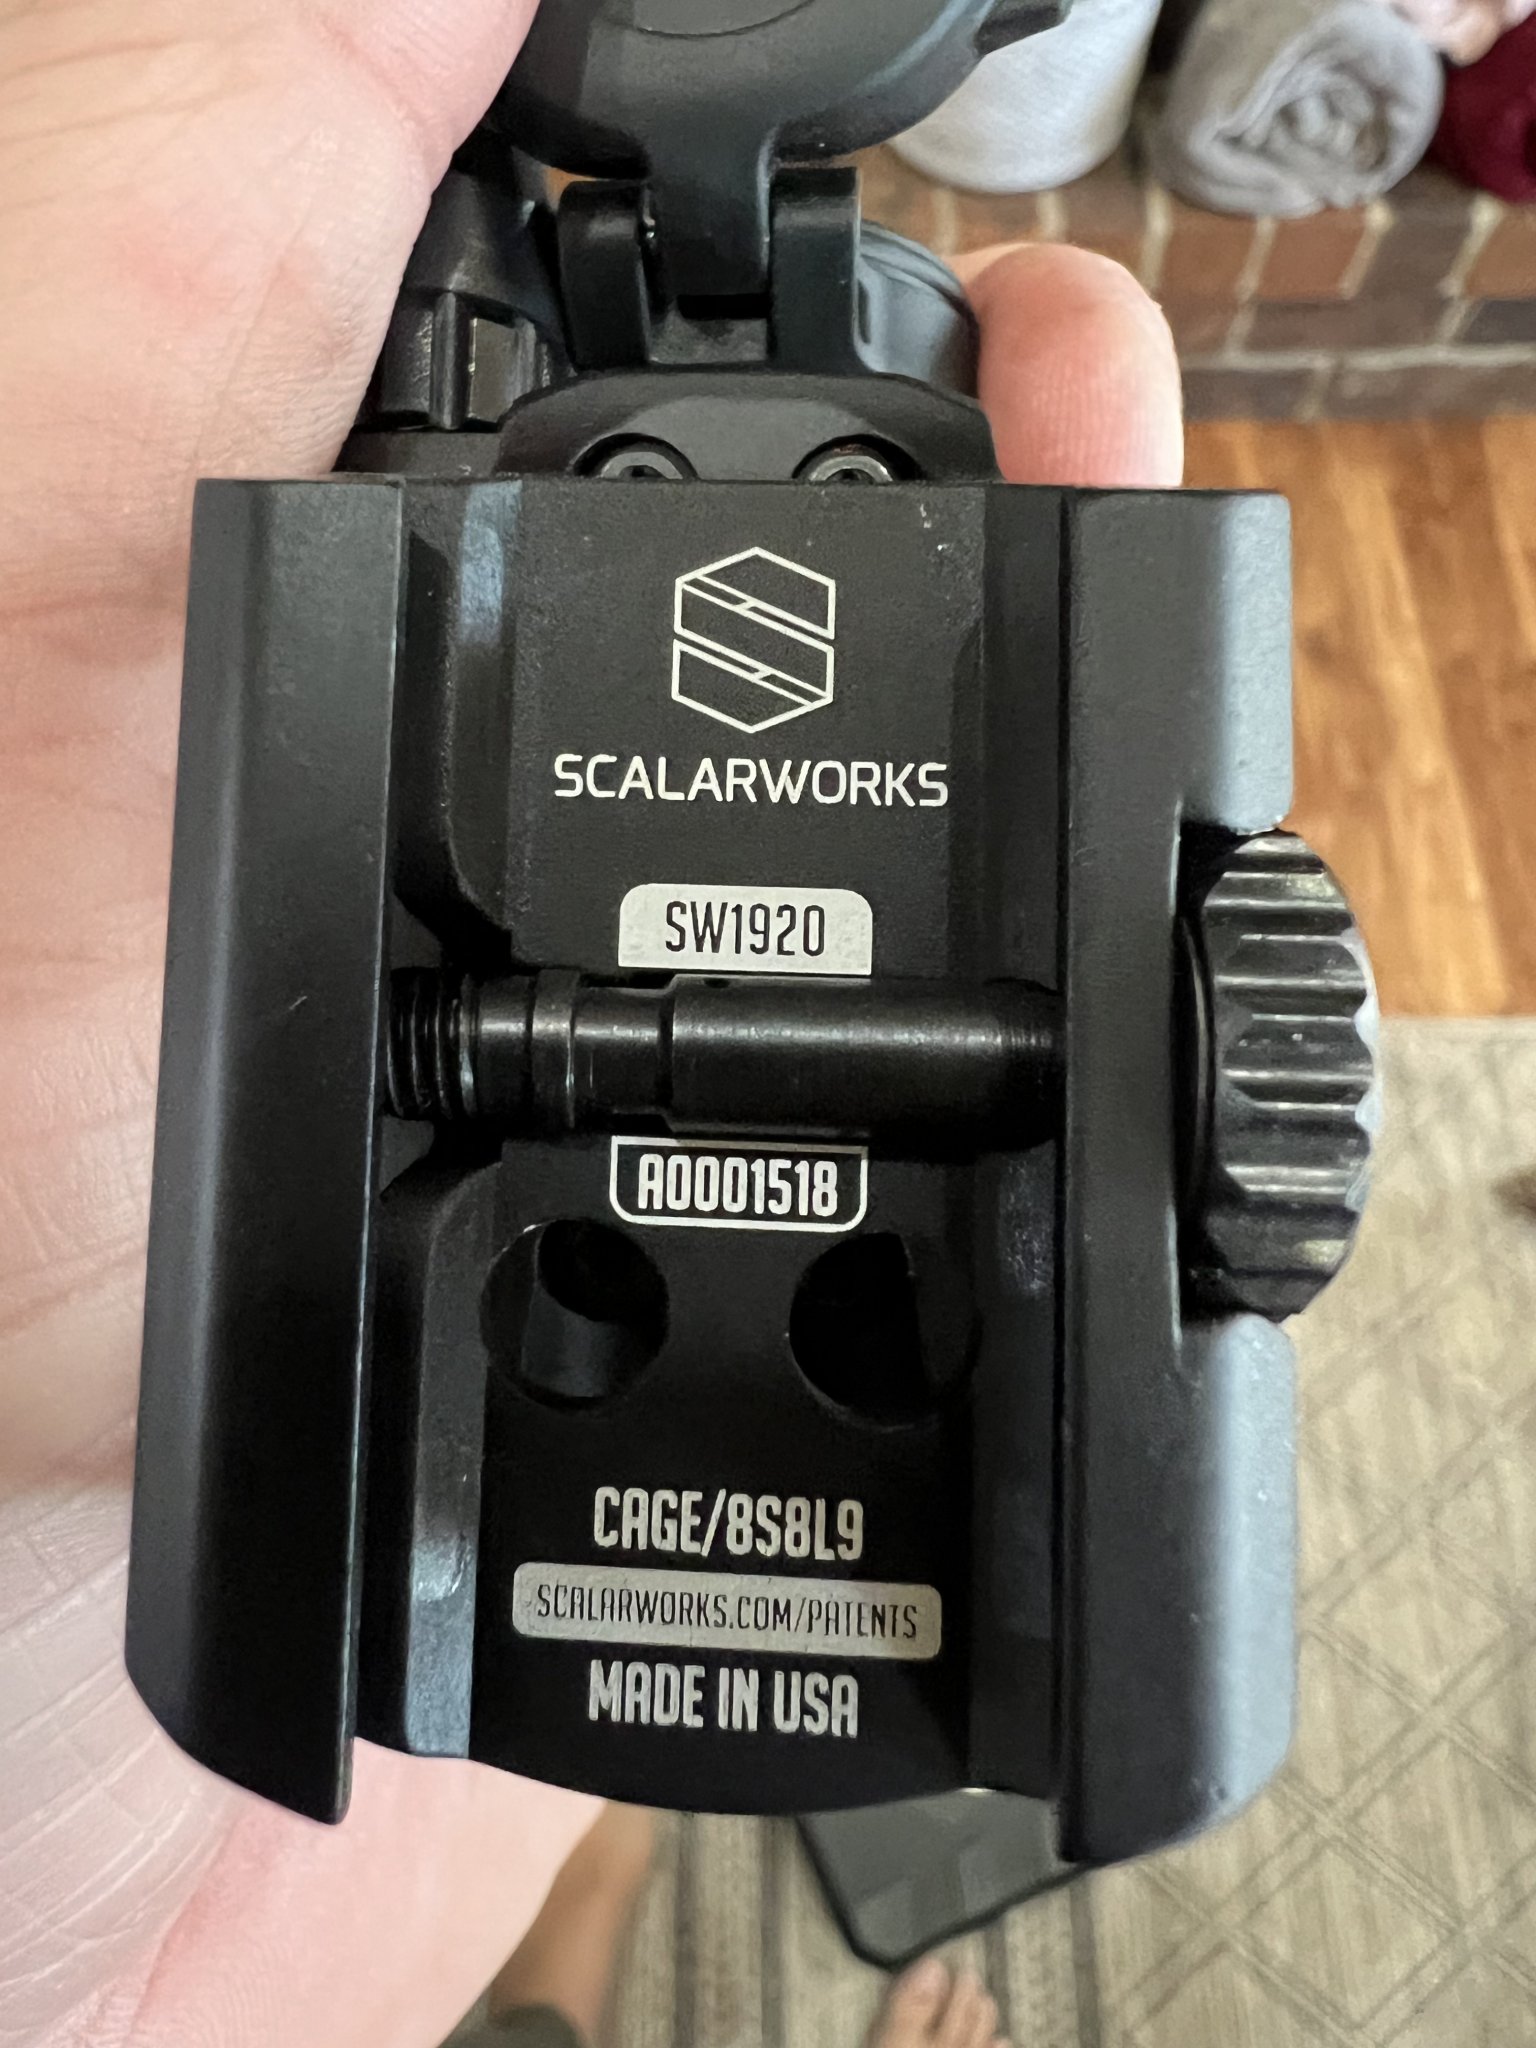 SCALARWORKS
SW1920
A0001518
CAGE/8S8L9
SCALARWORKS.COM/PATENTS
MADE IN USA